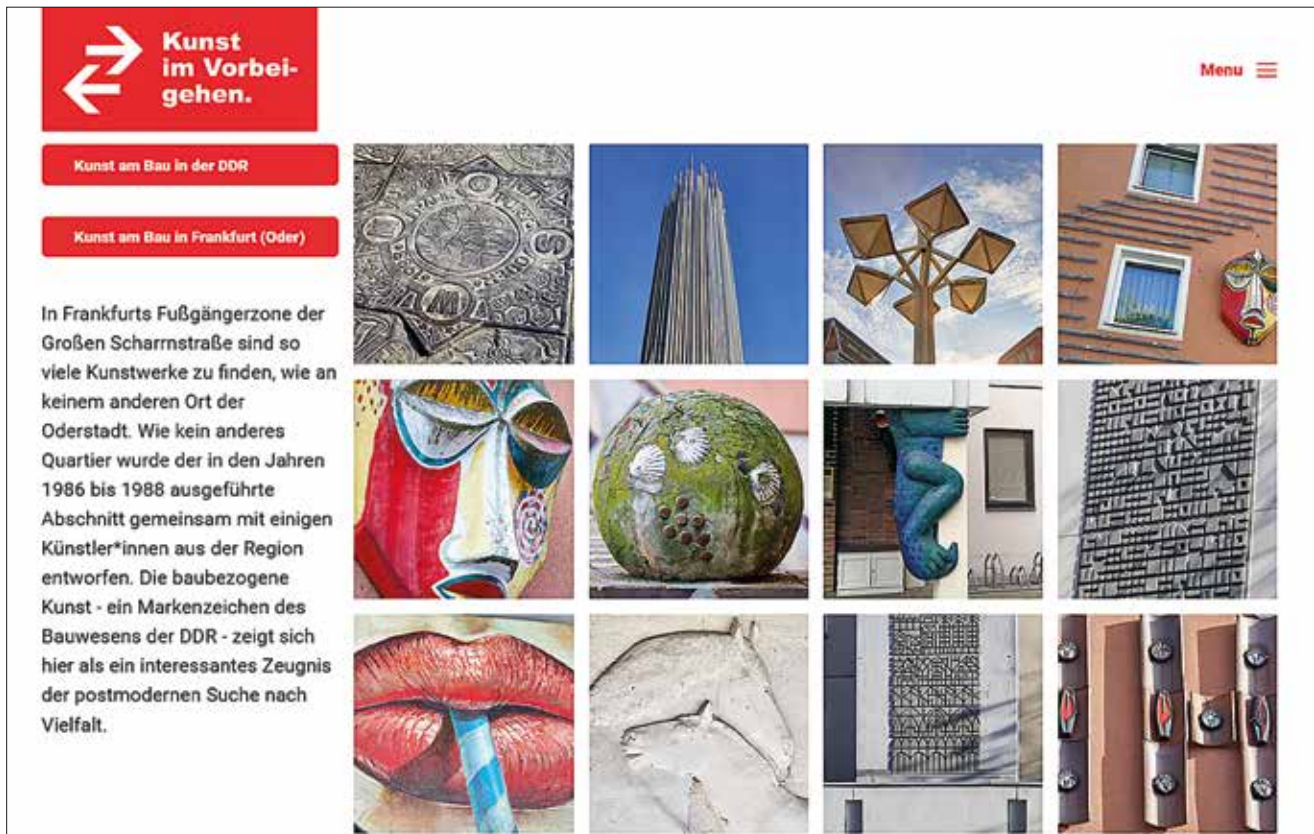 Kunst
im Vorbei-
gehen.
Menu
Kunst am Bau in der DDR
Kunst am Bau in Frankfurt (Oder)
In Frankfurts Fußgängerzone der
Großen Scharrnstraße sind so
viele Kunstwerke zu finden, wie an
keinem anderen Ort der
Oderstadt. Wie kein anderes
Quartier wurde der in den Jahren
1986 bis 1988 ausgeführte
Abschnitt gemeinsam mit einigen
Künstler*innen aus der Region
entworfen. Die baubezogene
Kunst - ein Markenzeichen des
Bauwesens der DDR - zeigt sich
hier als ein interessantes Zeugnis
der postmodernen Suche nach
Vielfalt.